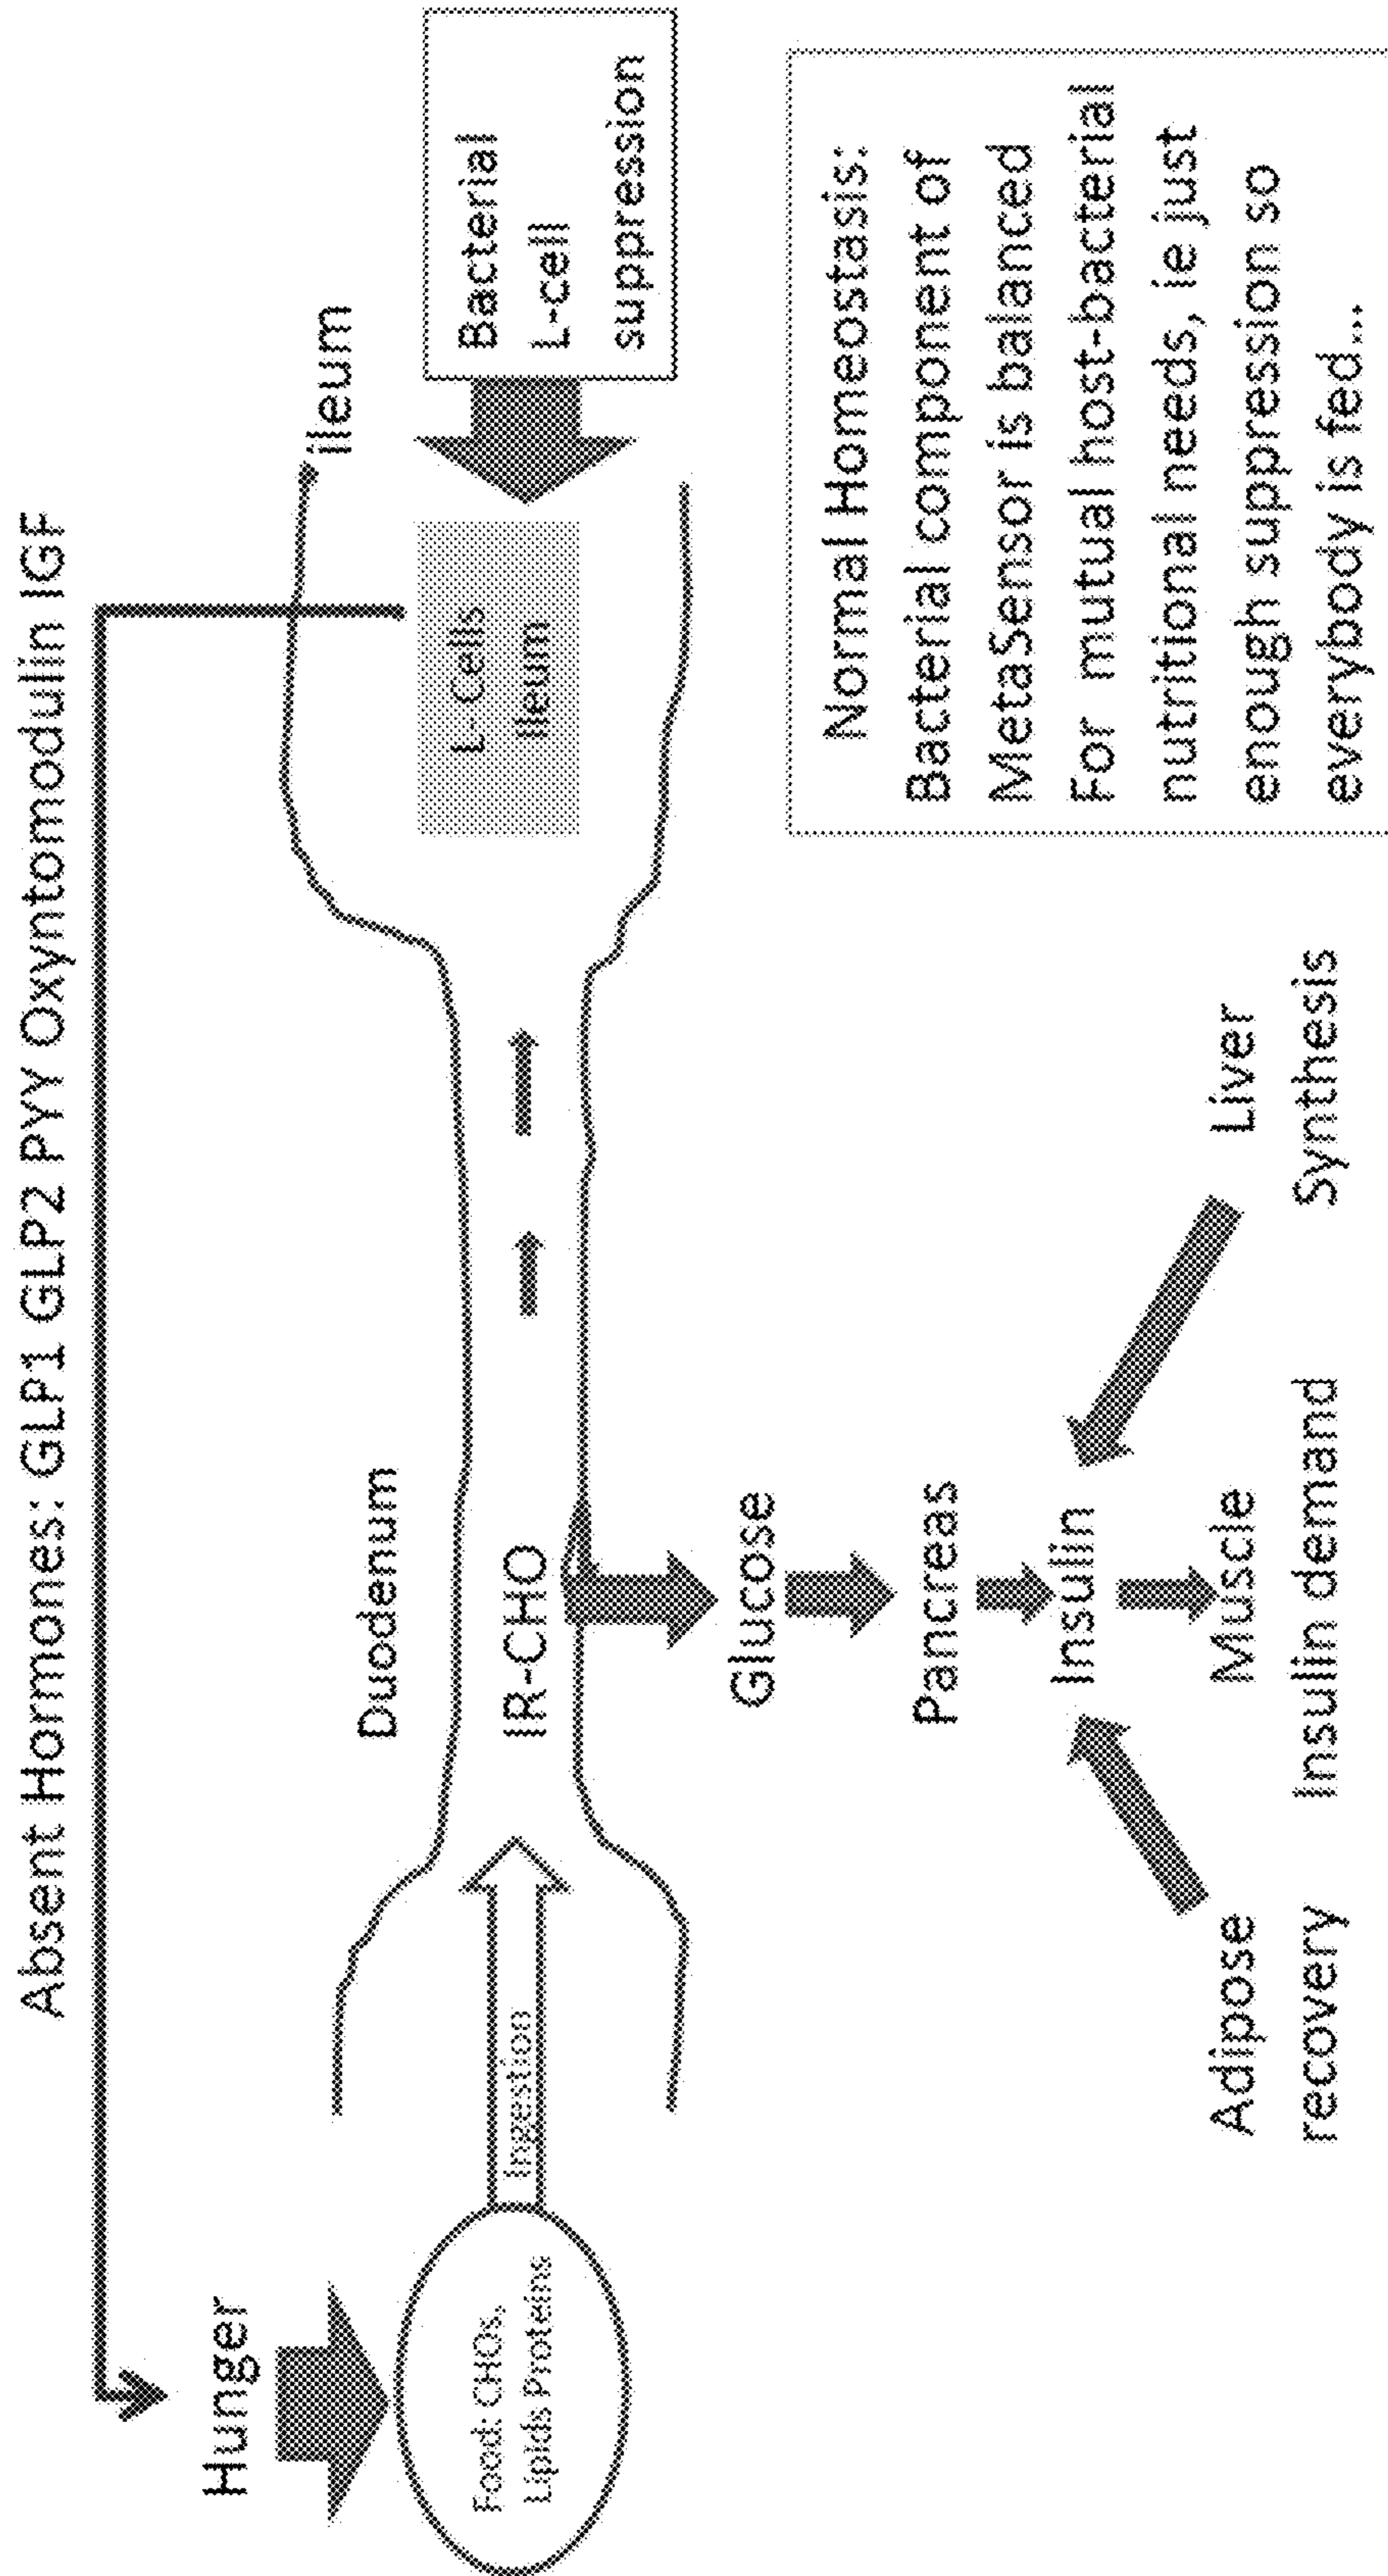 Absent Hormones: GLP1 GLP2 PYY Oxyntomodulin IGF
Hunger
Food: CHOs,
Lipids Proteins
Ingestion
Duodenum
IR-CHO
ileum
L- Cells
Ileum
Bacterial
L-cell
suppression
Glucose
Pancreas
Insulin
Adipose
recovery
Muscle
Insulin demand
Liver
Synthesis
Normal Homeostasis:
Bacterial component of
MetaSensor is balanced
For mutual host-bacterial
nutritional needs, ie just
enough suppression so
everybody is fed...